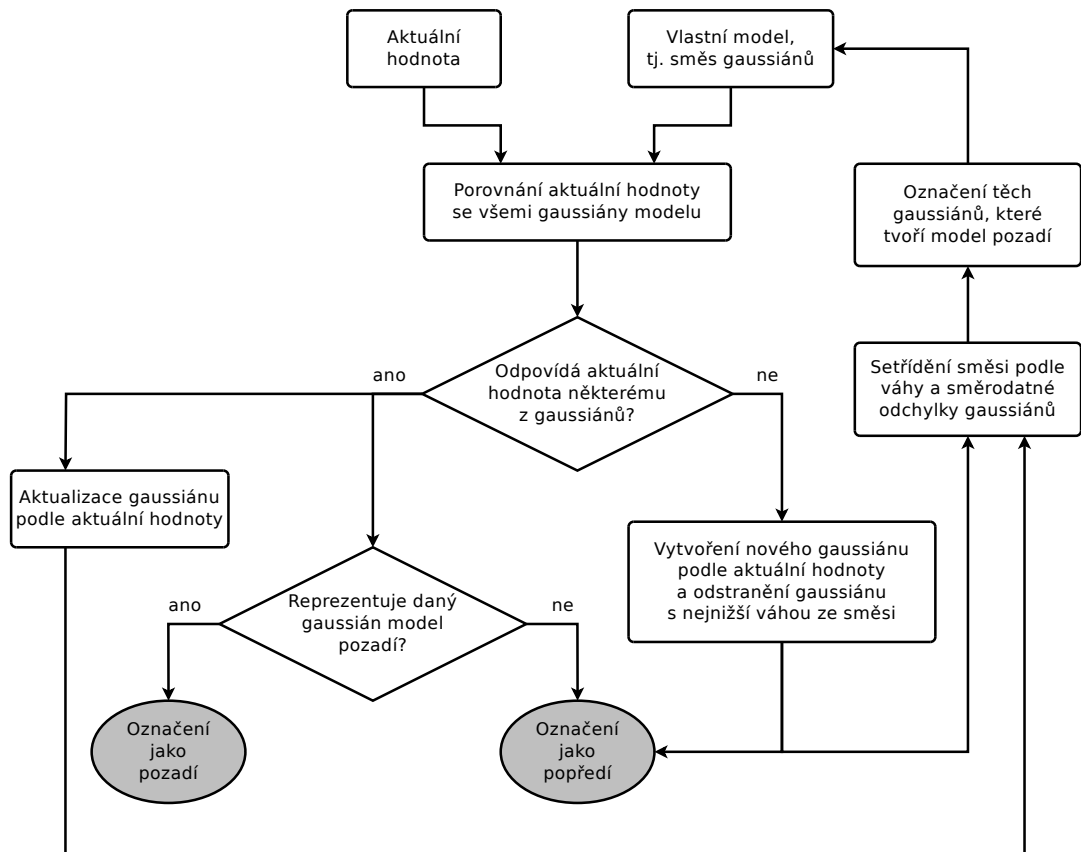 Aktuální
hodnota
Vlastní model,
tj. směs gaussiánů
Porovnání aktuální hodnoty
se všemi gaussiány modelu
Označení těch
gaussiánů, které
tvoří model pozadí
Setřídění směsi podle
váhy a směrodatné
odchylky gaussiánů
ano
Odpovídá aktuální
hodnota některému
z gaussiánů?
ne
Aktualizace gaussiánu
podle aktuální hodnoty
Vytvoření nového gaussiánu
podle aktuální hodnoty
a odstranění gaussiánu
s nejnižší váhou ze směsi
ano
Reprezentuje daný
gaussián model
pozadí?
ne
Označení
jako
pozadí
Označení
jako
popředí